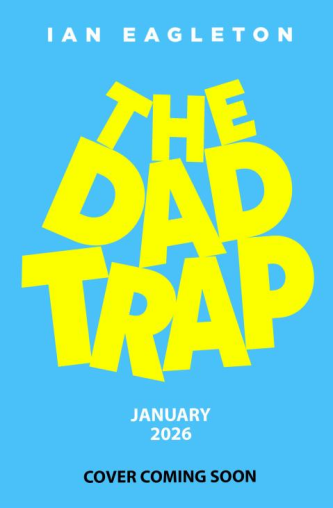 IAN EAGLETON
THE
DAD
TRAP
JANUARY
2026
COVER COMING SOON